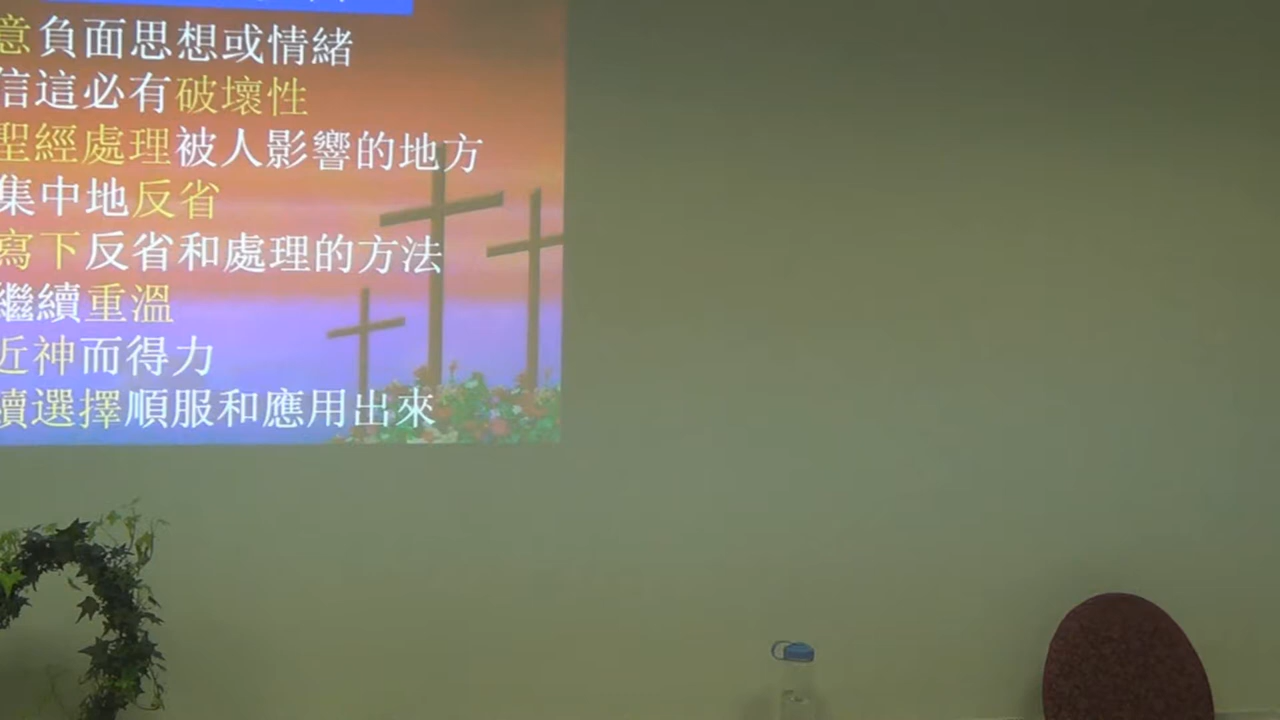 意負面思想或情緒
信這必有破壞性
聖經處理被人影響的地方
集中地反省
寫下反省和處理的方法
繼續重溫
近神而得力
續選擇順服和應用出來